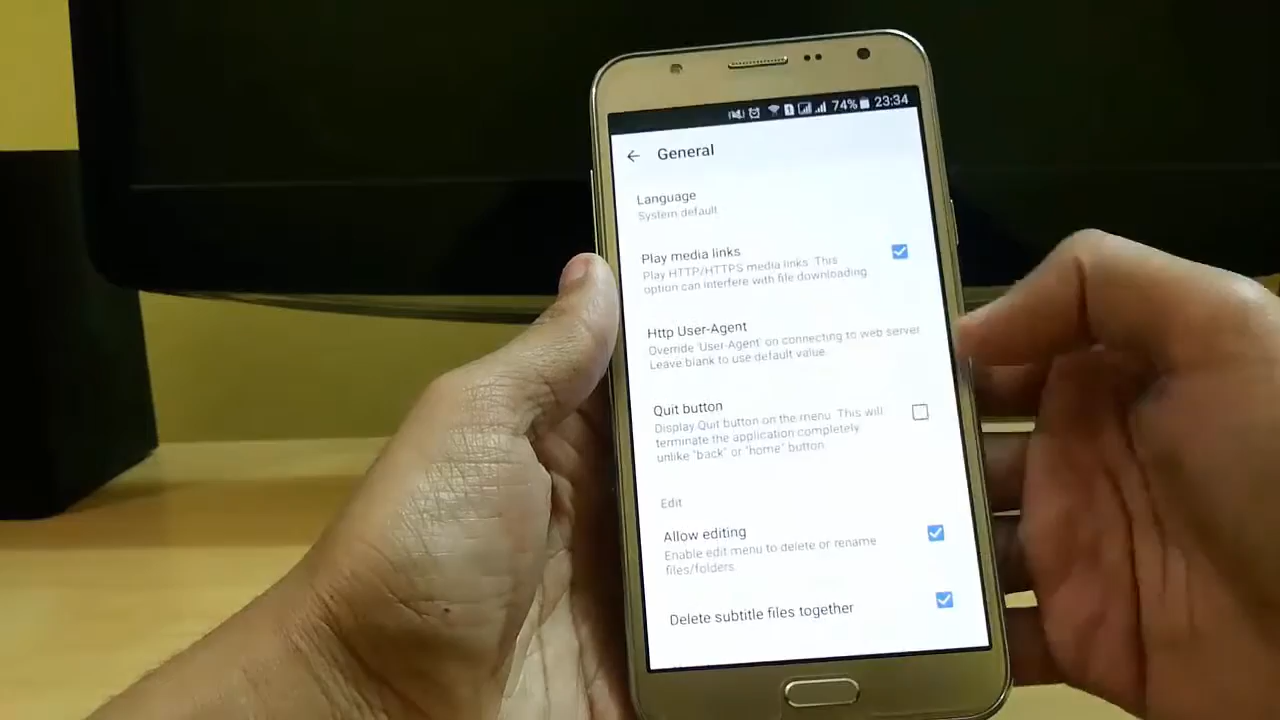 74% 23:34
General
Language
System default
Play media links
Play HTTP/HTTPS media links. This
option can interfere with file downloading.
Http User-Agent
Override 'User-Agent' on connecting to web server
Leave blank to use default value.
Quit button
Display Quit button on the menu. This will
terminate the application completely
unlike "back" or "home" button.
Edit
Allow editing
Enable edit menu to delete or rename
files/folders.
Delete subtitle files together